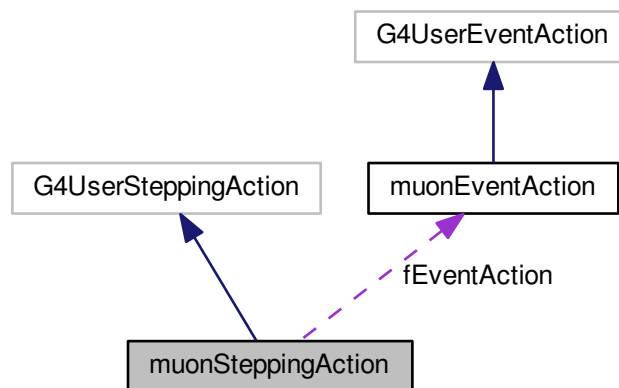 G4UserEventAction
G4UserSteppingAction
muonEventAction
fEventAction
muonSteppingAction